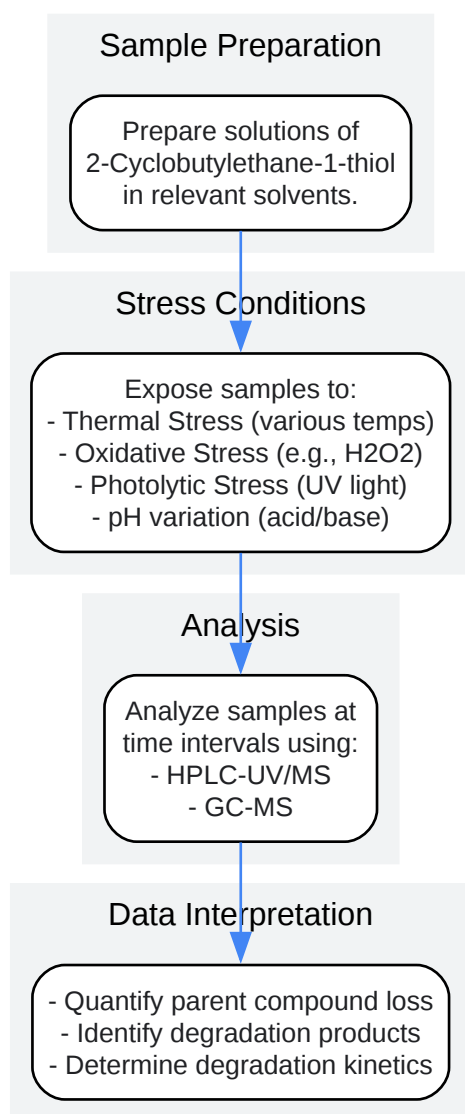 Sample Preparation
Prepare solutions of
2-Cyclobutylethane-1-thiol
in relevant solvents.
Stress Conditions
Expose samples to:
- Thermal Stress (various temps)
- Oxidative Stress (e.g., H2O2)
- Photolytic Stress (UV light)
- pH variation (acid/base)
Analysis
Analyze samples at
time intervals using:
- HPLC-UV/MS
- GC-MS
Data Interpretation
- Quantify parent compound loss
- Identify degradation products
- Determine degradation kinetics